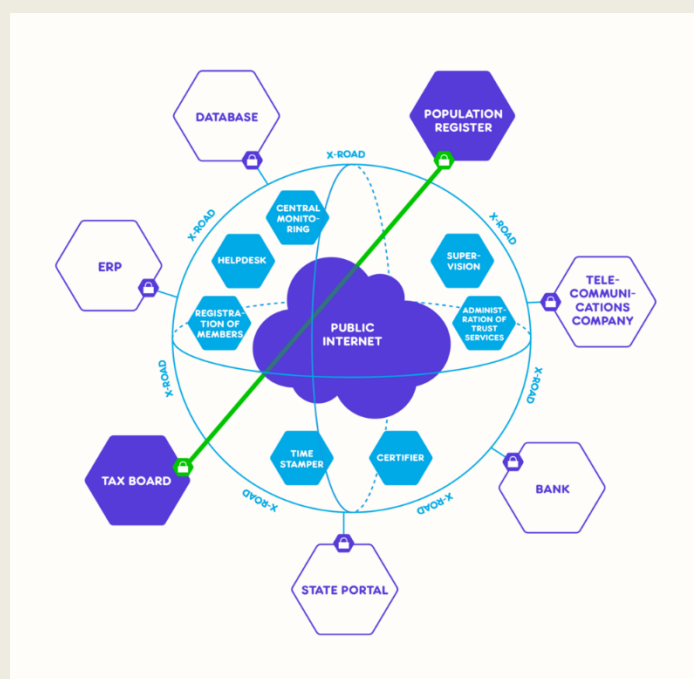 DATABASE
POPULATION
REGISTER
X-ROAD
CENTRAL
MONITO-
RING
X-ROAD
X-ROAD
HELPDESK
SUPER-
VISION
ERP
TELE-
COMMUNI-
CATIONS
COMPANY
REGISTRA-
TION OF
MEMBERS
PUBLIC
INTERNET
ADMINIST-
RATION OF
TRUST
SERVICES
X-ROAD
X-ROAD
TAX BOARD
TIME
STAMPER
CERTIFIER
BANK
X-ROAD
X-ROAD
STATE PORTAL